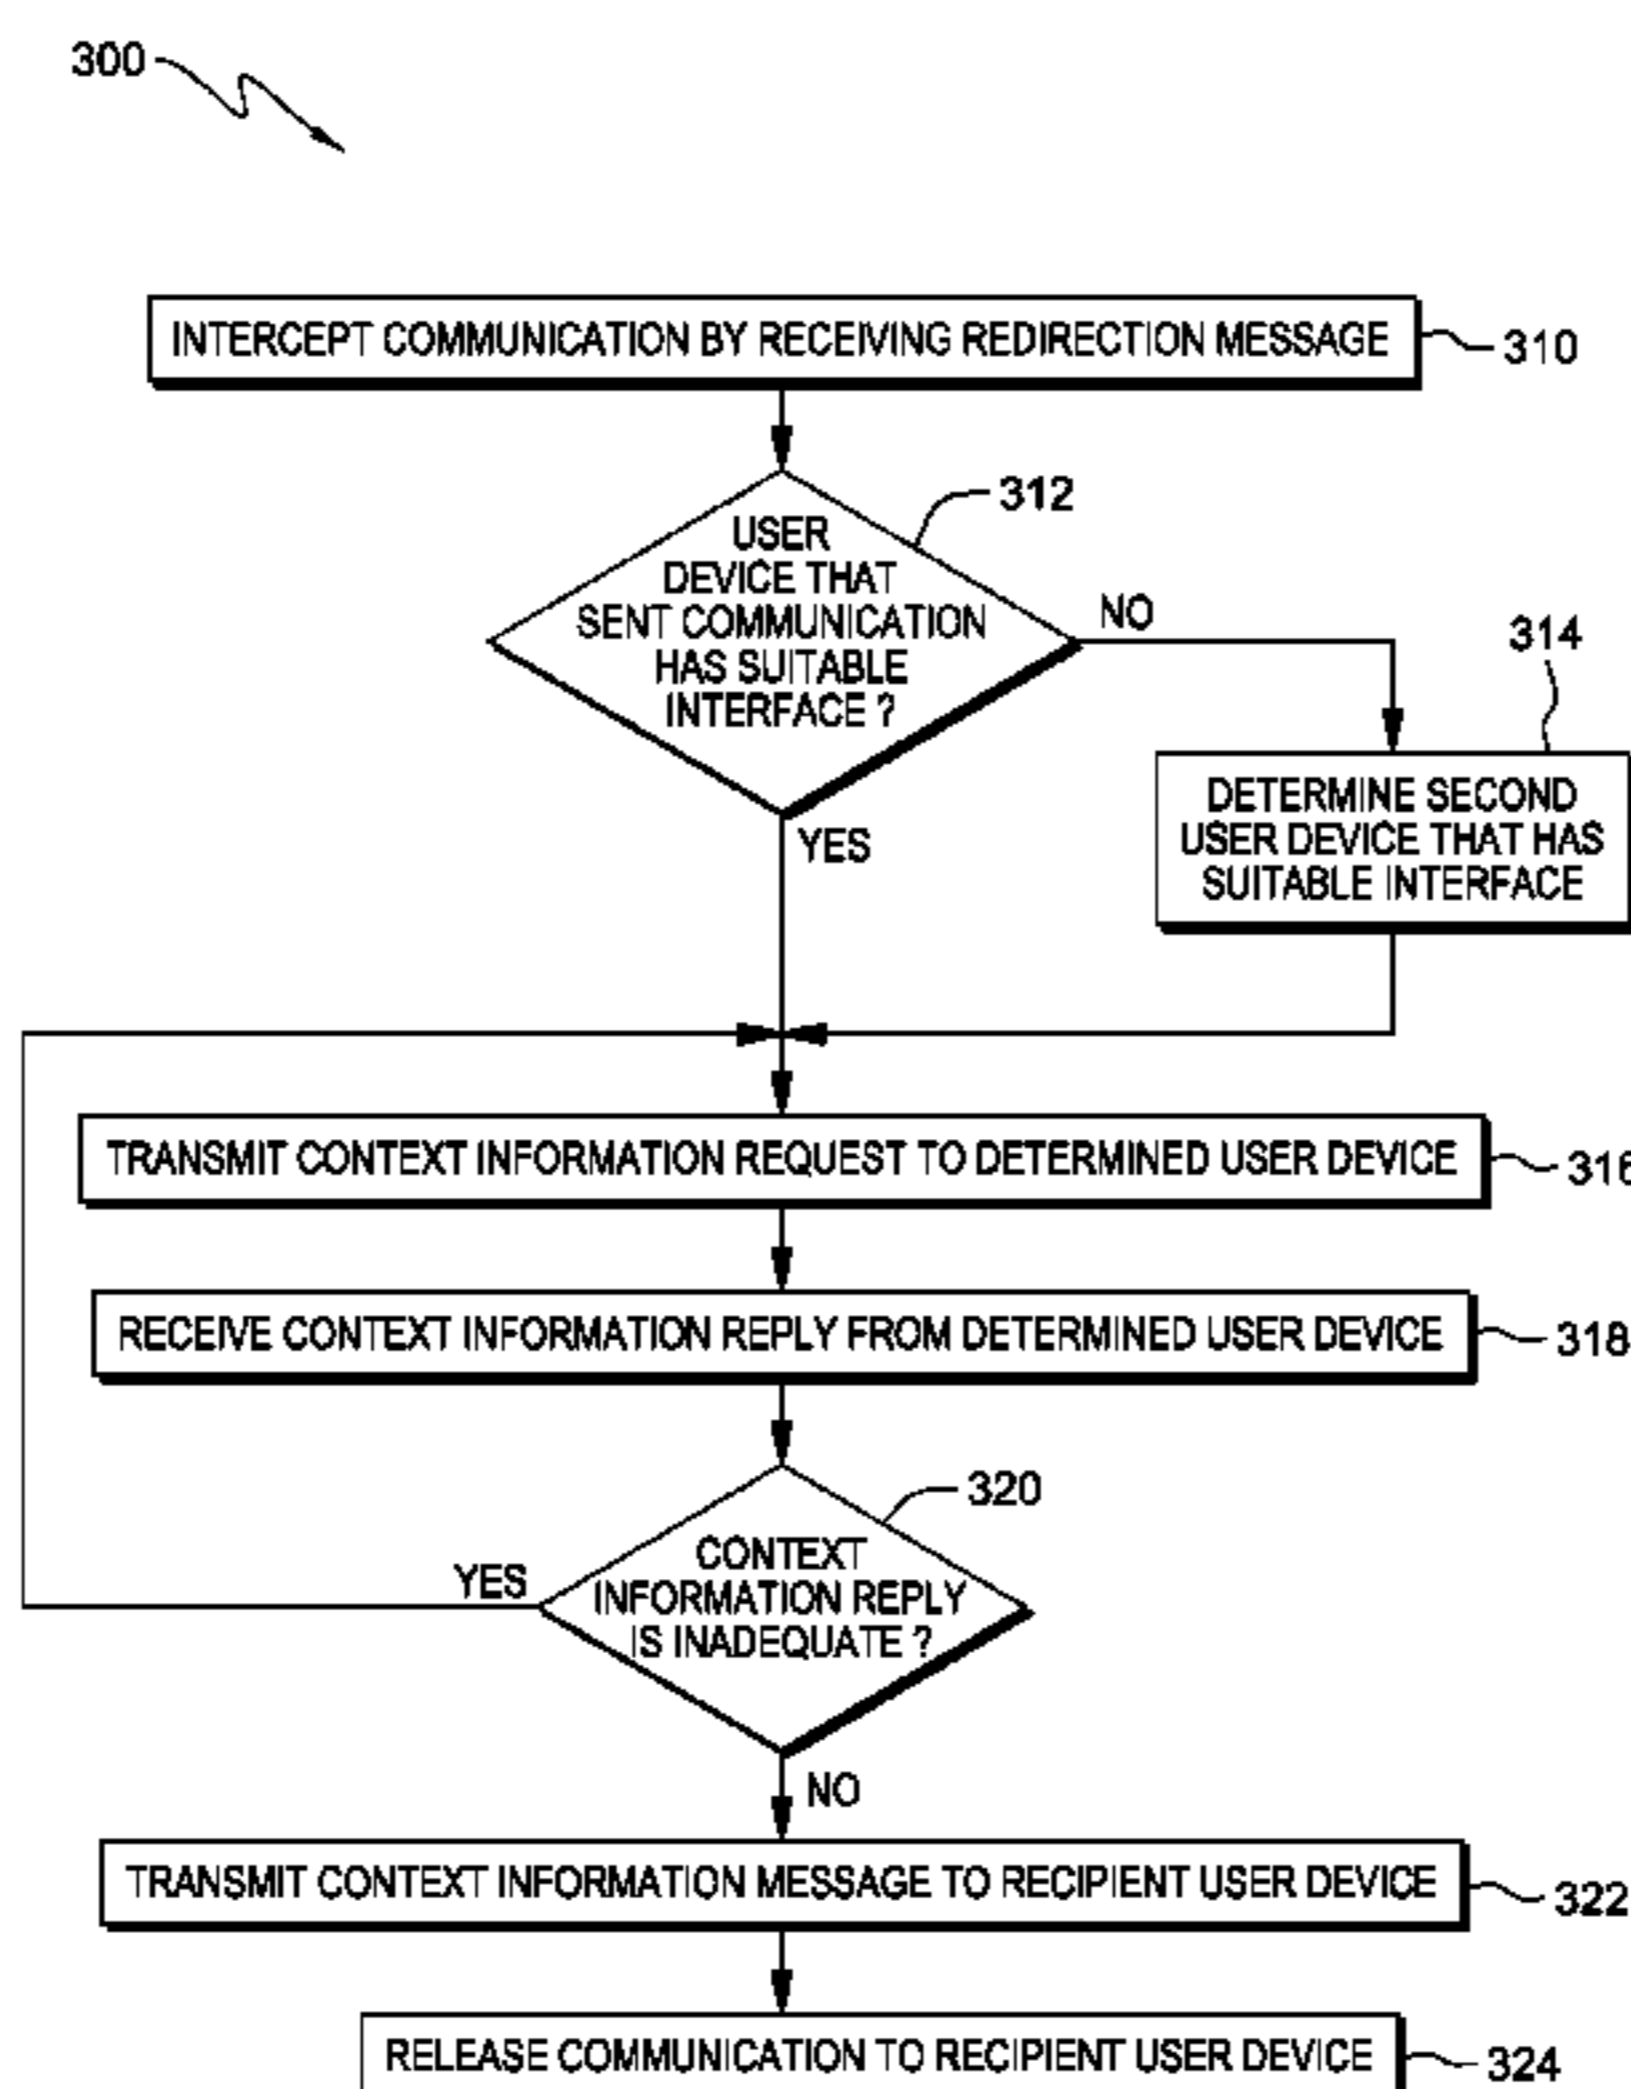 300
INTERCEPT COMMUNICATION BY RECEIVING REDIRECTION MESSAGE
310
312
USER
DEVICE THAT
SENT COMMUNICATION
HAS SUITABLE
INTERFACE ?
NO
314
DETERMINE SECOND
USER DEVICE THAT HAS
SUITABLE INTERFACE
YES
TRANSMIT CONTEXT INFORMATION REQUEST TO DETERMINED USER DEVICE
316
RECEIVE CONTEXT INFORMATION REPLY FROM DETERMINED USER DEVICE
318
320
CONTEXT
INFORMATION REPLY
IS INADEQUATE ?
YES
NO
TRANSMIT CONTEXT INFORMATION MESSAGE TO RECIPIENT USER DEVICE
322
RELEASE COMMUNICATION TO RECIPIENT USER DEVICE
324